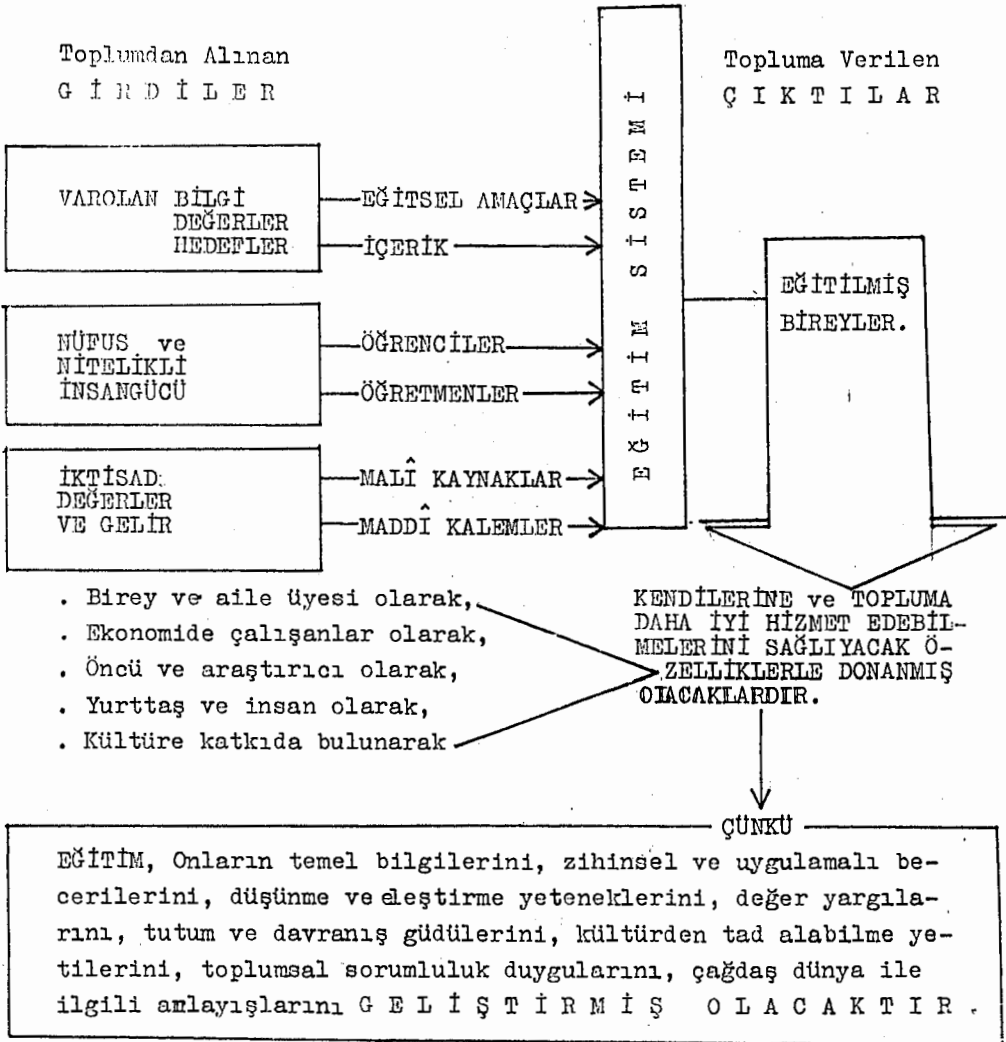 Toplumdan Alınan
G İ R D İ L E R
Topluma Verilen
Ç I K T I L A R
VAROLAN BİLGİ
DEĞERLER
HEDEFLER
EĞİTSEL AMAÇLAR
İÇERİK
NÜFUS ve
NİTELİKLİ
İNSANGÜCÜ
ÖĞRENCİLER
ÖĞRETMENLER
İKTİSAD:
DEĞERLER
VE GELİR
MALÎ KAYNAKLAR
MADDÎ KALEMLER
E Ğ İ T İ M S İ S T E M İ
EĞİTİLMİŞ
BİREYLER.
. Birey ve aile üyesi olarak,
. Ekonomide çalışanlar olarak,
. Öncü ve araştırıcı olarak,
. Yurttaş ve insan olarak,
. Kültüre katkıda bulunarak
KENDİLERİNE ve TOPLUMA
DAHA İYİ HİZMET EDEBİL-
MELERİNİ SAĞLIYACAK Ö-
ZELLİKLERLE DONANMIŞ
OLACAKLARDIR.
ÇÜNKÜ
EĞİTİM, Onların temel bilgilerini, zihinsel ve uygulamalı be-
cerilerini, düşünme ve eleştirme yeteneklerini, değer yargıla-
rını, tutum ve davranış güdülerini, kültürden tad alabilme ye-
tilerini, toplumsal sorumluluk duygularını, çağdaş dünya ile
ilgili anlayışlarını G E L İ Ş T İ R M İ Ş O L A C A K T I R .